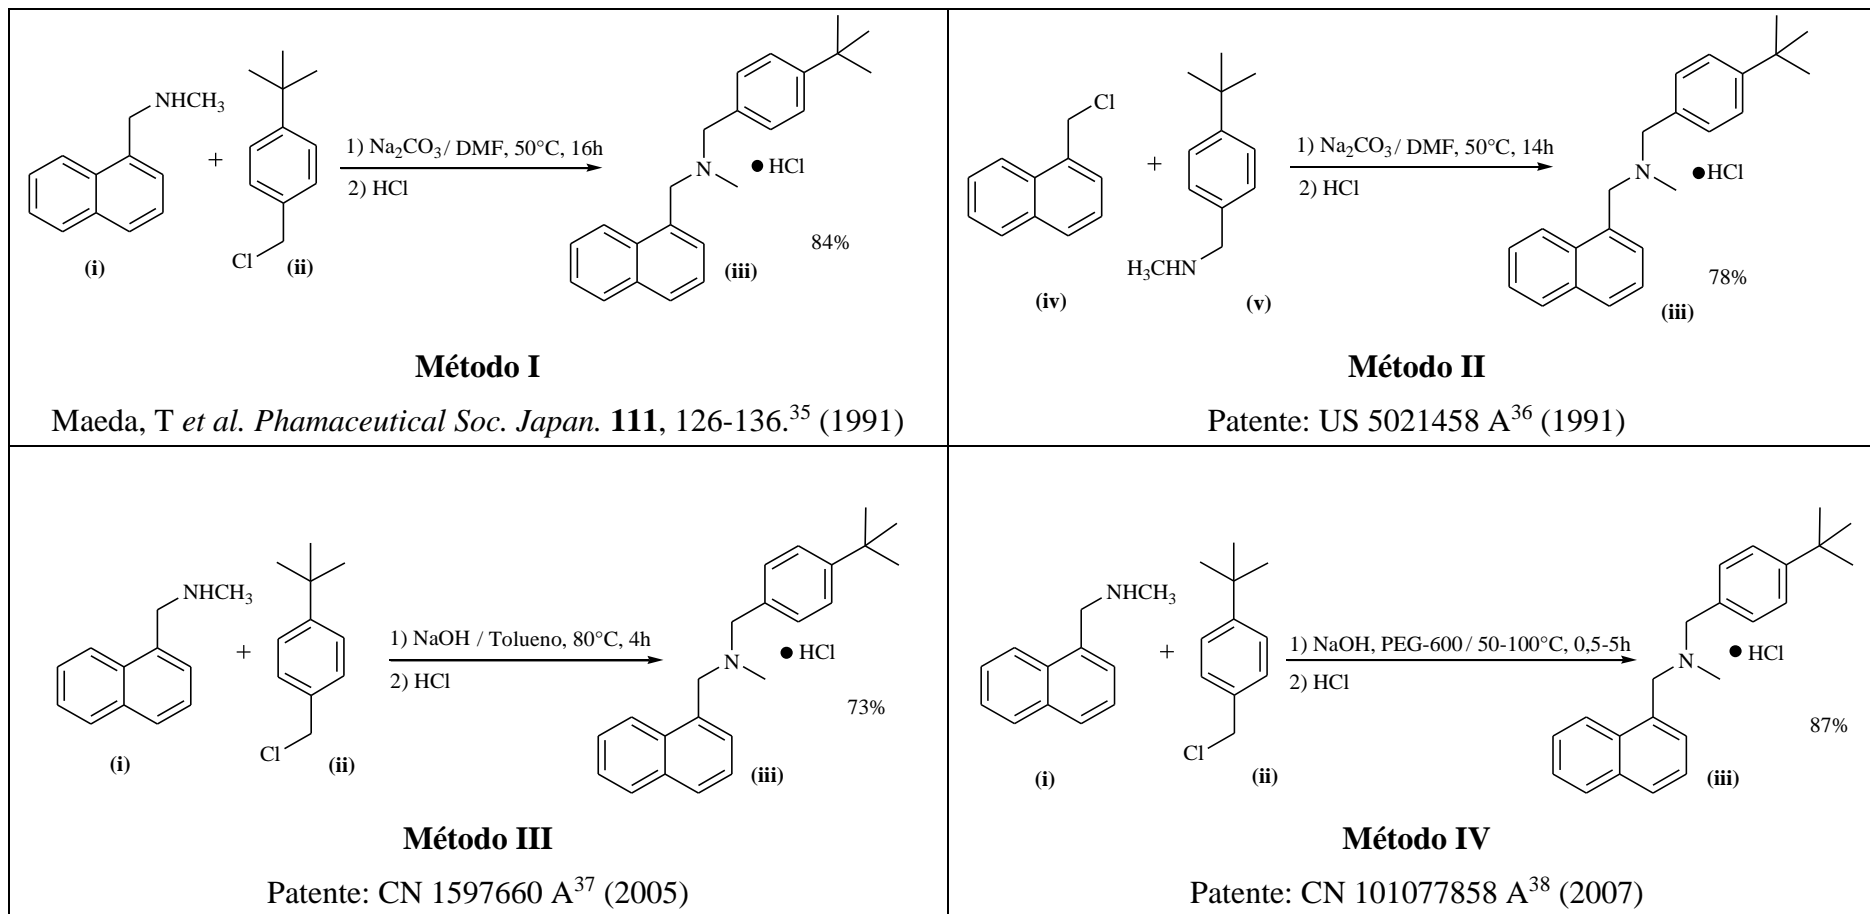 NHCH₃
+
Cl
(i)
(ii)
1) Na₂CO₃ / DMF, 50°C, 16h
2) HCl
N
● HCl
84%
(iii)
Método I
Maeda, T et al. Phamaceutical Soc. Japan. 111, 126-136.³⁵ (1991)
Cl
+
H₃CHN
(iv)
(v)
1) Na₂CO₃ / DMF, 50°C, 14h
2) HCl
N
●HCl
78%
(iii)
Método II
Patente: US 5021458 A³⁶ (1991)
NHCH₃
+
Cl
(i)
(ii)
1) NaOH / Tolueno, 80°C, 4h
2) HCl
N
● HCl
73%
(iii)
Método III
Patente: CN 1597660 A³⁷ (2005)
NHCH₃
+
Cl
(i)
(ii)
1) NaOH, PEG-600 / 50-100°C, 0,5-5h
2) HCl
N
● HCl
87%
(iii)
Método IV
Patente: CN 101077858 A³⁸ (2007)